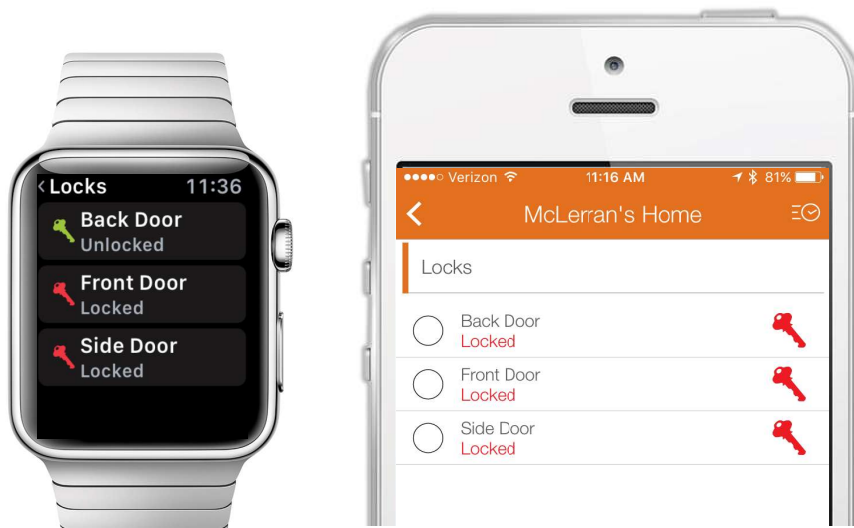 Locks 11:36
Back Door
Unlocked
Front Door
Locked
Side Door
Locked
Verizon 11:16 AM 81%
McLerran's Home
Locks
Back Door
Locked
Front Door
Locked
Side Door
Locked